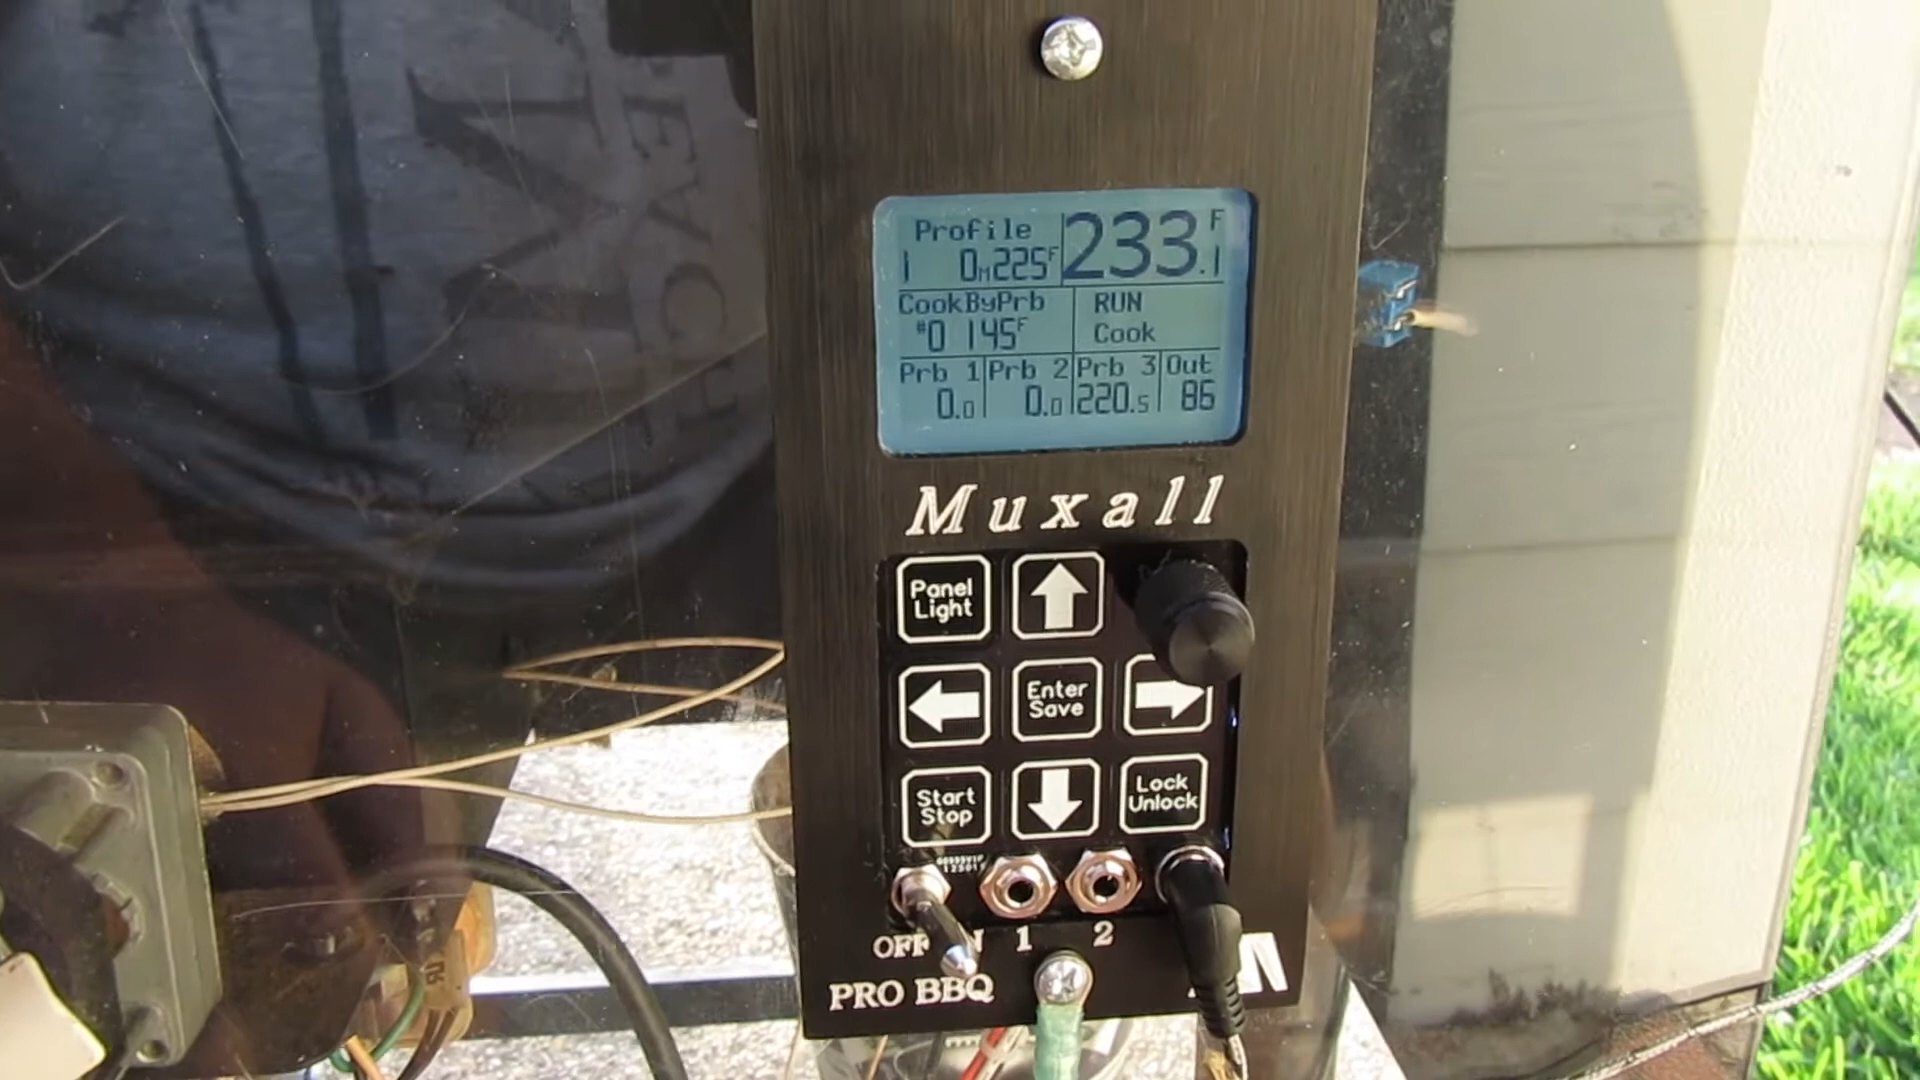 Profile
1 0M225F
233.1 F
CookByPrb
#0 145F
RUN
Cook
Prb 1 Prb 2 Prb 3 Out
0.0 0.0 220.5 86
Muxall
Panel
Light
Enter
Save
Start
Stop
Lock
Unlock
OFF 1 2
PRO BBQ